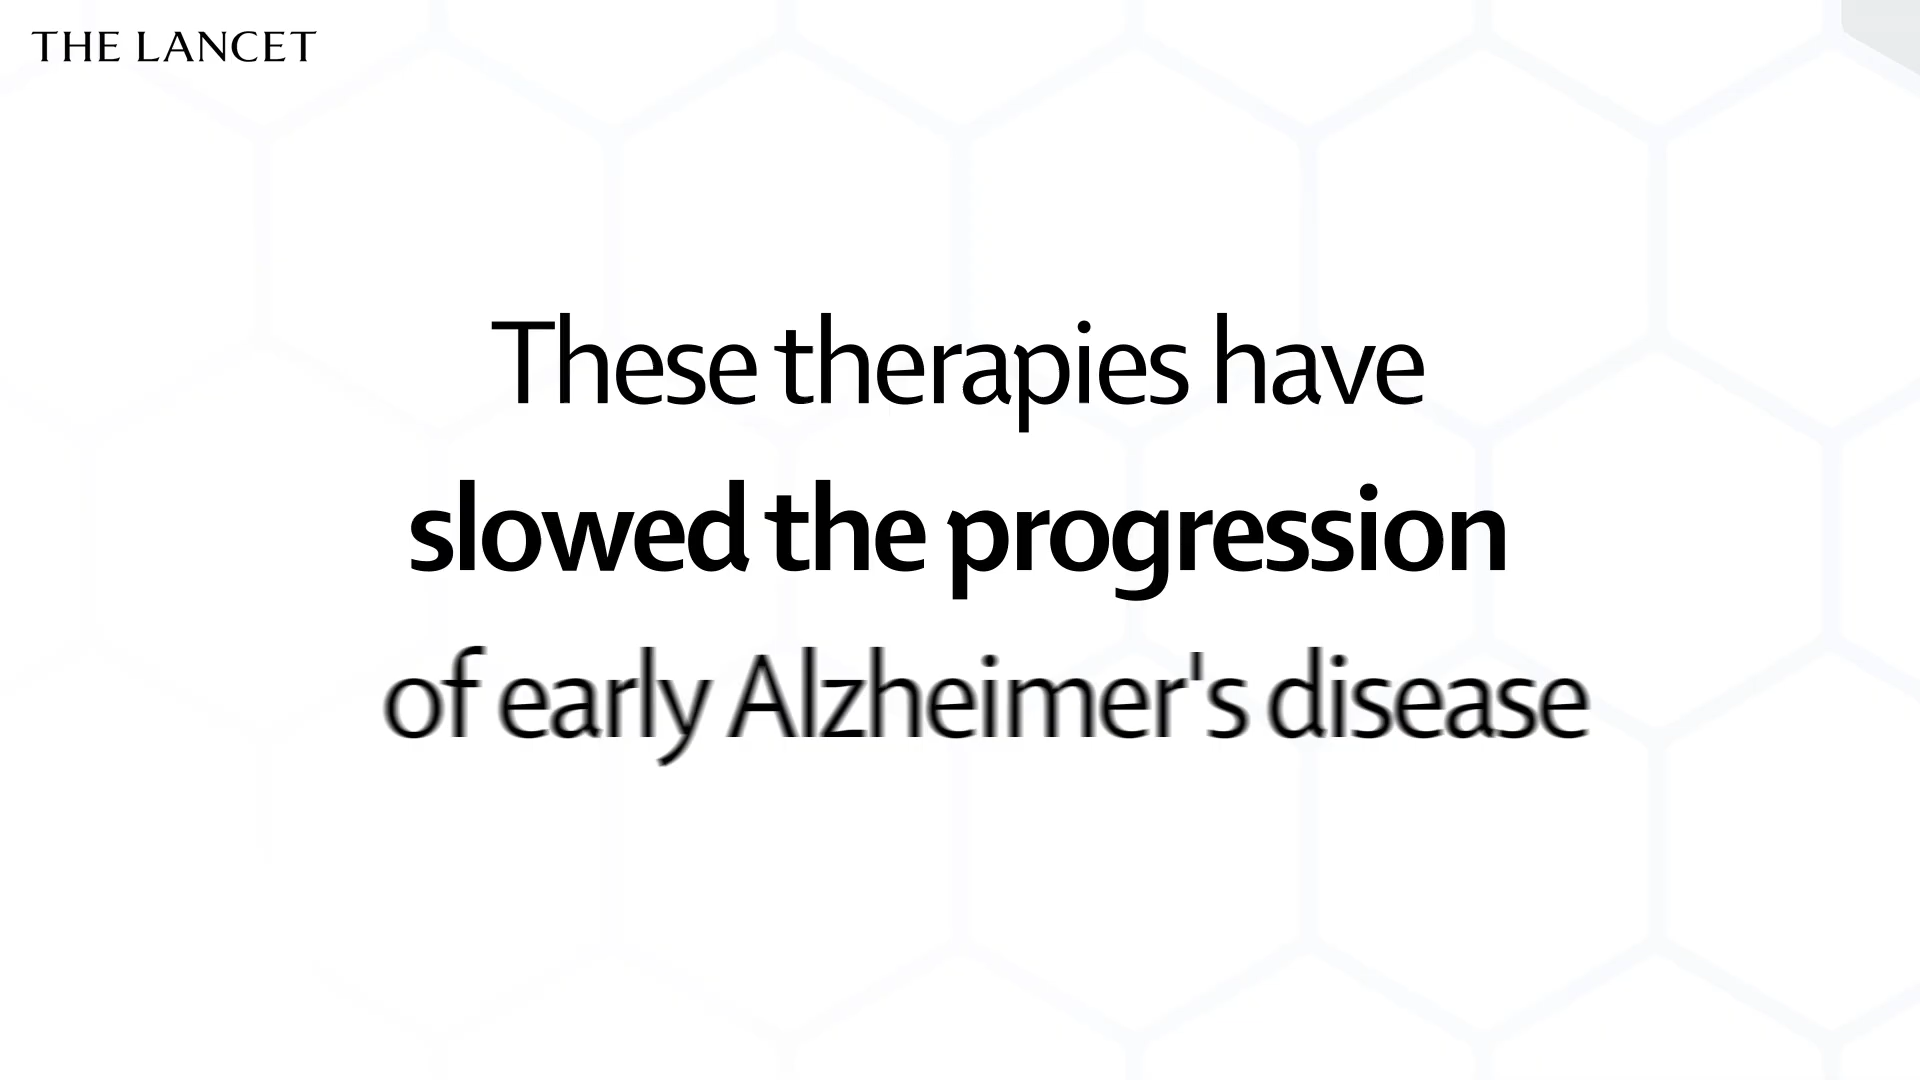 THE LANCET
These therapies have
slowed the progression
of early Alzheimer's disease